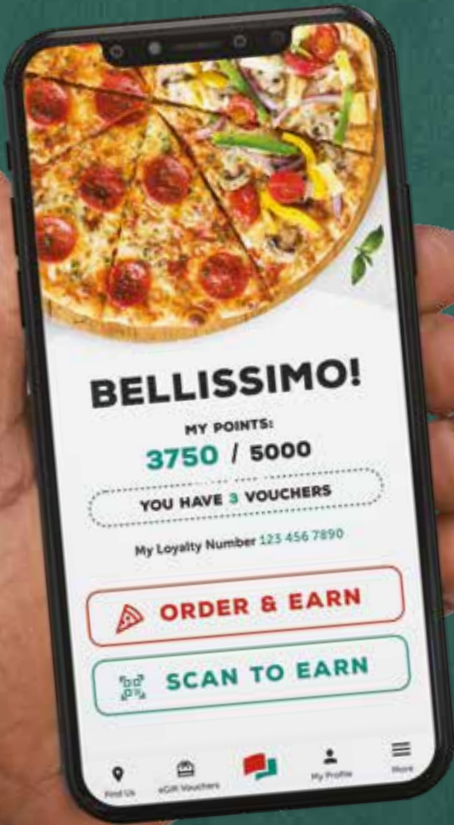 BELLISSIMO!
MY POINTS:
3750 / 5000
YOU HAVE 3 VOUCHERS
My Loyalty Number 123 456 7890
ORDER & EARN
SCAN TO EARN
Find Us
eGift Vouchers
My Profile
More